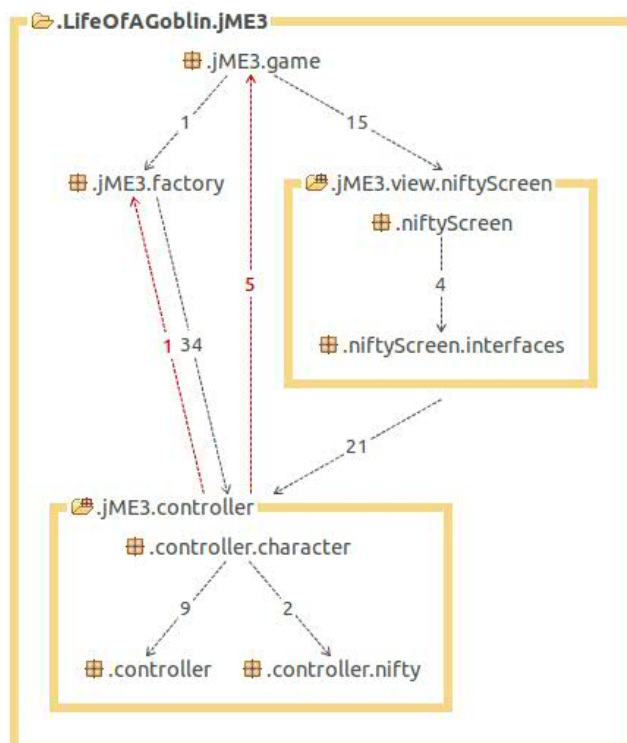 .LifeOfAGoblin.jME3
.jME3.game
1
15
.jME3.factory
.jME3.view.niftyScreen
.niftyScreen
5
4
1
34
.niftyScreen.interfaces
21
.jME3.controller
.controller.character
9
2
.controller
.controller.nifty